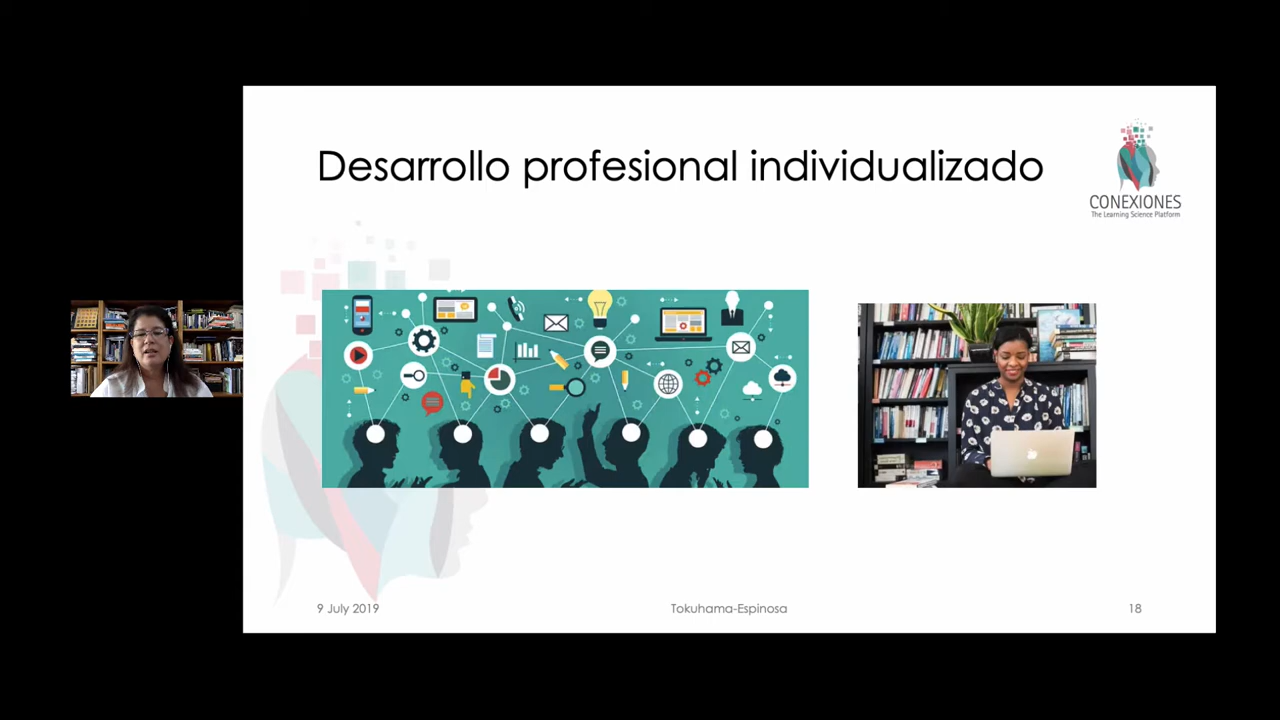 Desarrollo profesional individualizado
CONEXIONES
The Learning Science Platform
9 July 2019
Tokuhama-Espinosa
18